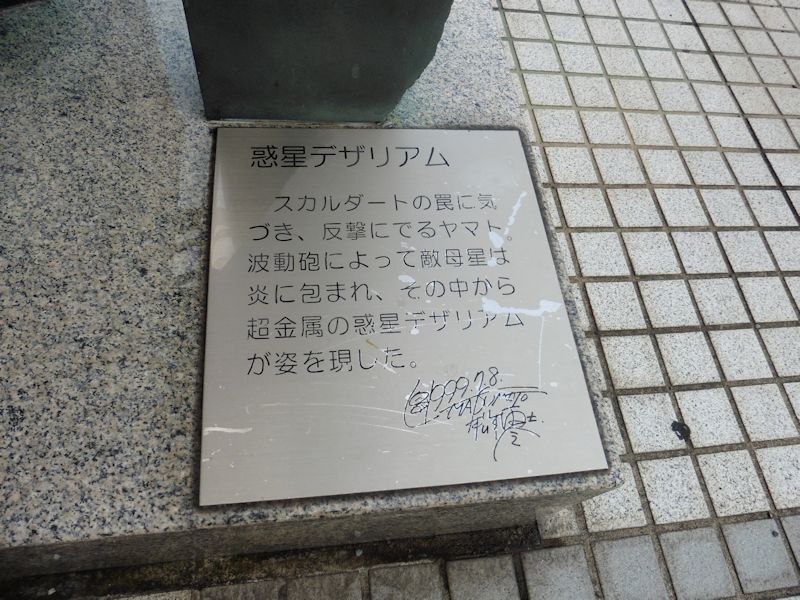 惑星デザリアム
スカルダートの罠に気
づき、反撃にでるヤマト。
波動砲によって敵母星は
炎に包まれ、その中から
超金属の惑星デザリアム
が姿を現した。
1999.7.8.